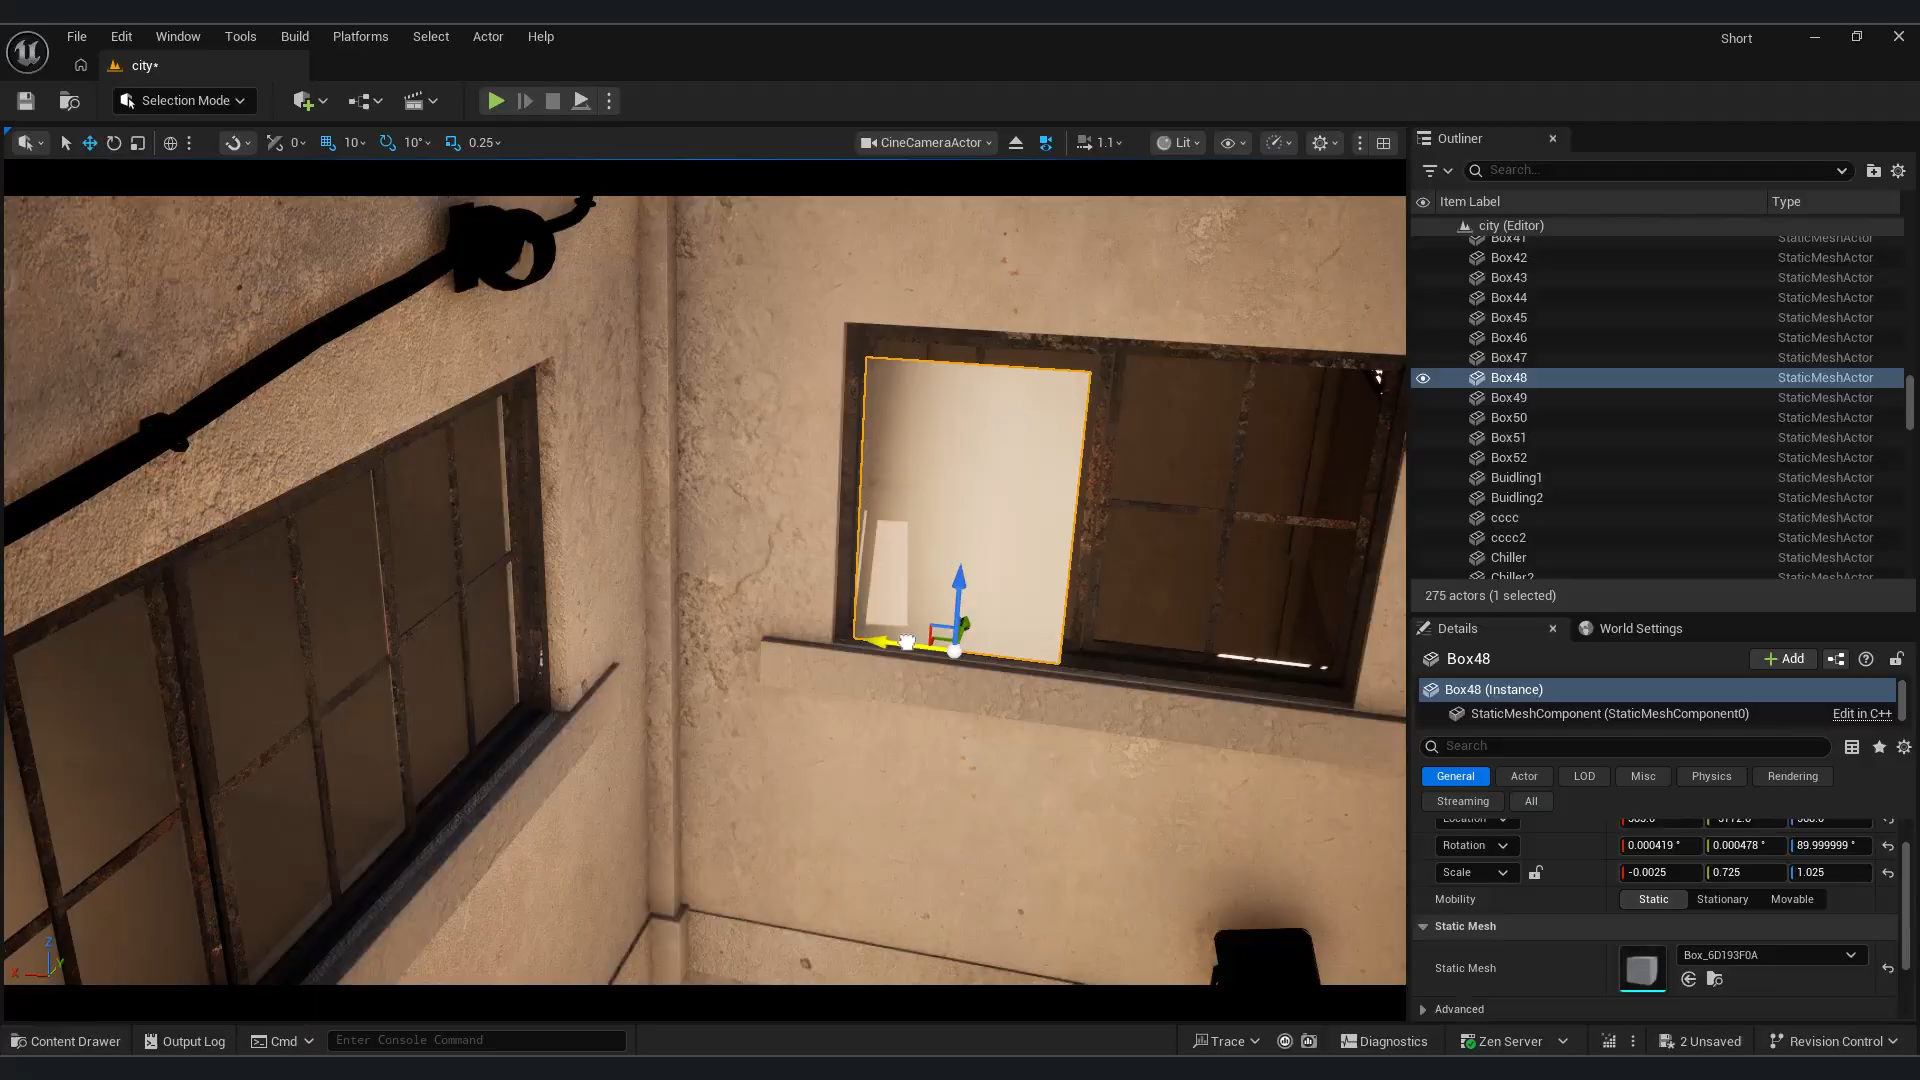 File Edit Window Tools Build Platforms Select Actor Help
Short
city*
Selection Mode
0 10 10° 0.25
CineCameraActor
1.1
Lit
Outliner
Search...
Item Label Type
city (Editor)
Box41 StaticMeshActor
Box42 StaticMeshActor
Box43 StaticMeshActor
Box44 StaticMeshActor
Box45 StaticMeshActor
Box46 StaticMeshActor
Box47 StaticMeshActor
Box48 StaticMeshActor
Box49 StaticMeshActor
Box50 StaticMeshActor
Box51 StaticMeshActor
Box52 StaticMeshActor
Buidling1 StaticMeshActor
Buidling2 StaticMeshActor
cccc StaticMeshActor
cccc2 StaticMeshActor
Chiller StaticMeshActor
Chiller2 StaticMeshActor
275 actors (1 selected)
Details
World Settings
Box48
Add
Box48 (Instance)
StaticMeshComponent (StaticMeshComponent0) Edit in C++
Search
General Actor LOD Misc Physics Rendering
Streaming All
Location
Rotation 0.000419 ° 0.000478 ° 89.999999 °
Scale -0.0025 0.725 1.025
Mobility Static Stationary Movable
Static Mesh
Static Mesh Box_6D193F0A
Advanced
Z
X Y
Content Drawer Output Log Cmd Enter Console Command Trace Diagnostics Zen Server 2 Unsaved Revision Control